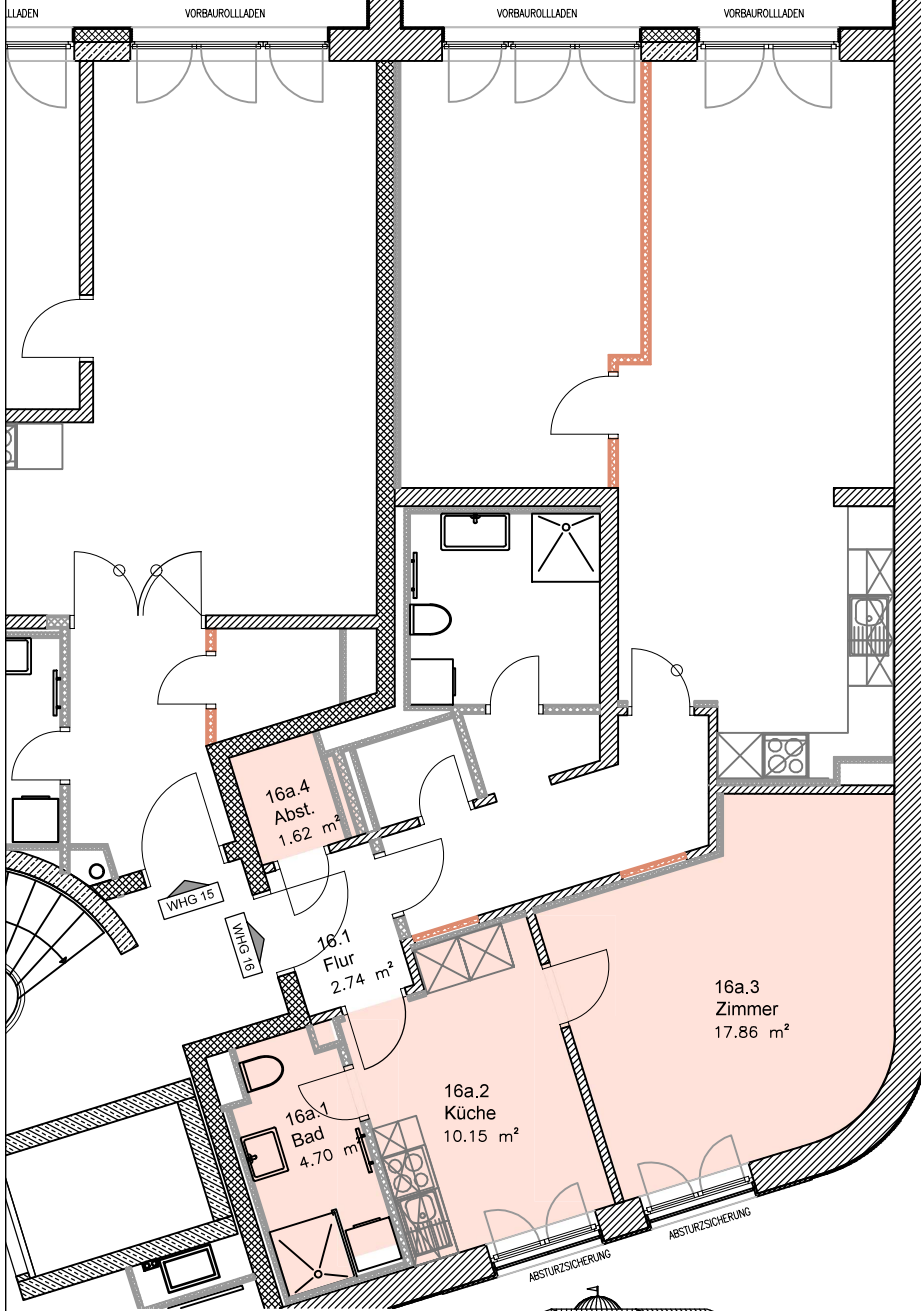 LLADEN
VORBAUROLLLADEN
VORBAUROLLLADEN
VORBAUROLLLADEN
16a.4
Abst.
1.62 m²
WHG 15
WHG 16
16.1
Flur
2.74 m²
16a.3
Zimmer
17.86 m²
16a.2
Küche
10.15 m²
16a.1
Bad
4.70 m²
ABSTURZSICHERUNG
ABSTURZSICHERUNG